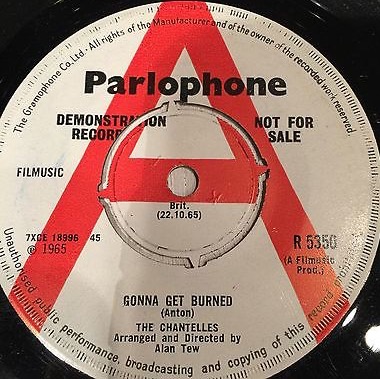 The Gramophone Co. Ltd. · All rights of the Manufacturer and of the owner of the recorded work reserved
Parlophone
DEMONSTRATION
RECORD
NOT FOR
SALE
FILMUSIC
Brit.
(22.10.65)
7XCE 18996 45
℗ 1965
R 5350
(A Filmusic
Prod.)
GONNA GET BURNED
(Anton)
THE CHANTELLES
Arranged and Directed by
Alan Tew
Unauthorised public performance, broadcasting and copying of this record prohibited